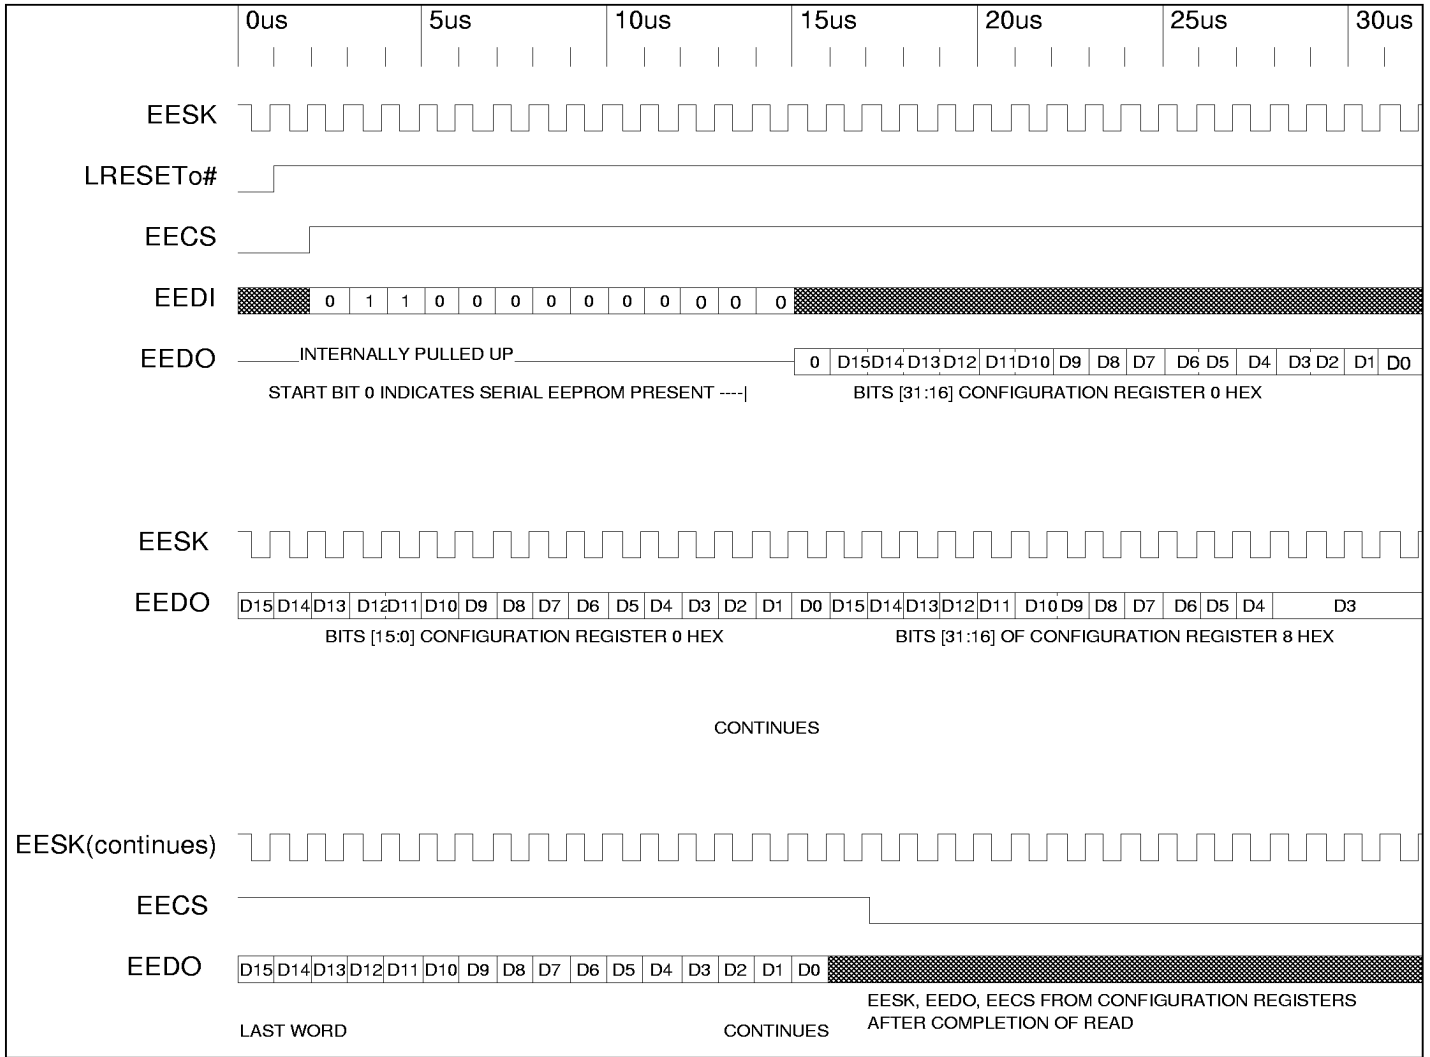 0us 5us 10us 15us 20us 25us 30us
EESK
LRESETo#
EECS
EEDI 0 1 1 0 0 0 0 0 0 0 0 0 0
EEDO INTERNALLY PULLED UP 0 D15 D14 D13 D12 D11 D10 D9 D8 D7 D6 D5 D4 D3 D2 D1 D0
START BIT 0 INDICATES SERIAL EEPROM PRESENT ----| BITS [31:16] CONFIGURATION REGISTER 0 HEX
EESK
EEDO D15 D14 D13 D12 D11 D10 D9 D8 D7 D6 D5 D4 D3 D2 D1 D0 D15 D14 D13 D12 D11 D10 D9 D8 D7 D6 D5 D4 D3
BITS [15:0] CONFIGURATION REGISTER 0 HEX BITS [31:16] OF CONFIGURATION REGISTER 8 HEX
CONTINUES
EESK(continues)
EECS
EEDO D15 D14 D13 D12 D11 D10 D9 D8 D7 D6 D5 D4 D3 D2 D1 D0
EESK, EEDO, EECS FROM CONFIGURATION REGISTERS
AFTER COMPLETION OF READ
LAST WORD CONTINUES